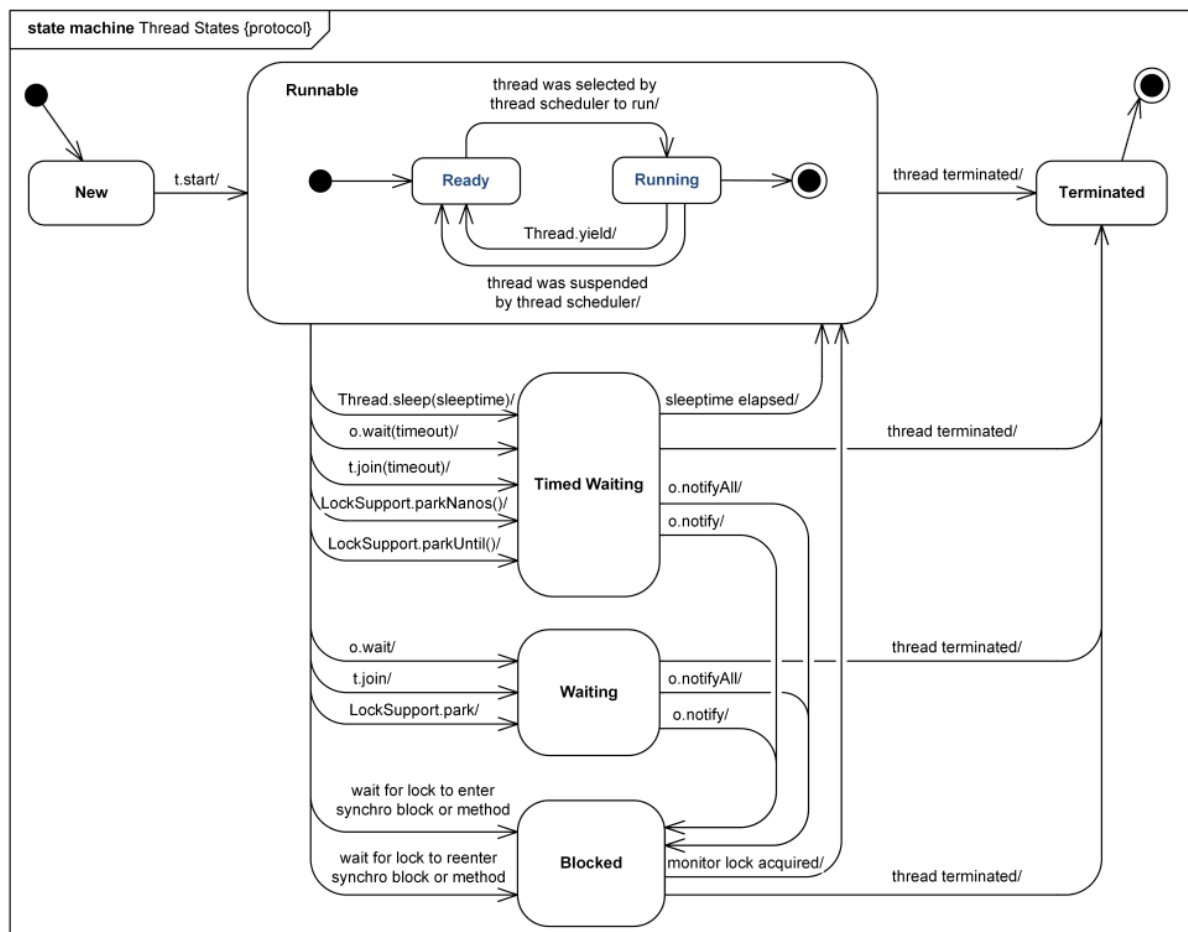 state machine Thread States {protocol}
Runnable
thread was selected by
thread scheduler to run/
New
t.start/
Ready
Running
thread terminated/
Terminated
Thread.yield/
thread was suspended
by thread scheduler/
Thread.sleep(sleeptime)/
o.wait(timeout)/
t.join(timeout)/
LockSupport.parkNanos()/
LockSupport.parkUntil()/
Timed Waiting
sleeptime elapsed/
thread terminated/
o.notifyAll/
o.notify/
o.wait/
t.join/
LockSupport.park/
Waiting
thread terminated/
o.notifyAll/
o.notify/
wait for lock to enter
synchro block or method
wait for lock to reenter
synchro block or method
Blocked
monitor lock acquired/
thread terminated/